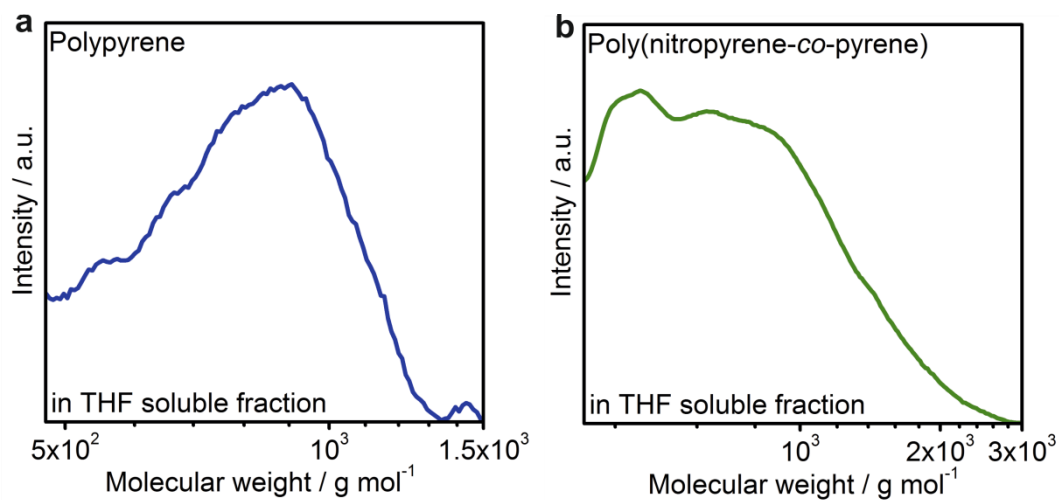 a
Polypyrene
Intensity / a.u.
in THF soluble fraction
5x10²
10³
1.5x10³
Molecular weight / g mol⁻¹
b
Poly(nitropyrene-co-pyrene)
Intensity / a.u.
in THF soluble fraction
10³
2x10³
3x10³
Molecular weight / g mol⁻¹